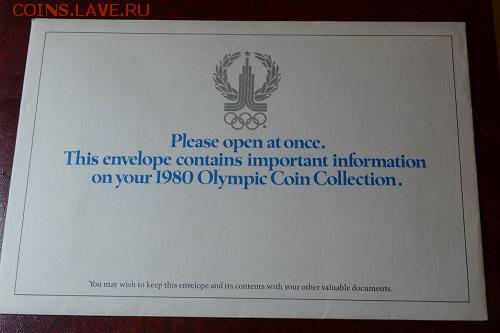 COINS.LAVE.RU
Please open at once.
This envelope contains important information
on your 1980 Olympic Coin Collection.
You may wish to keep this envelope and its contents with your other valuable documents.